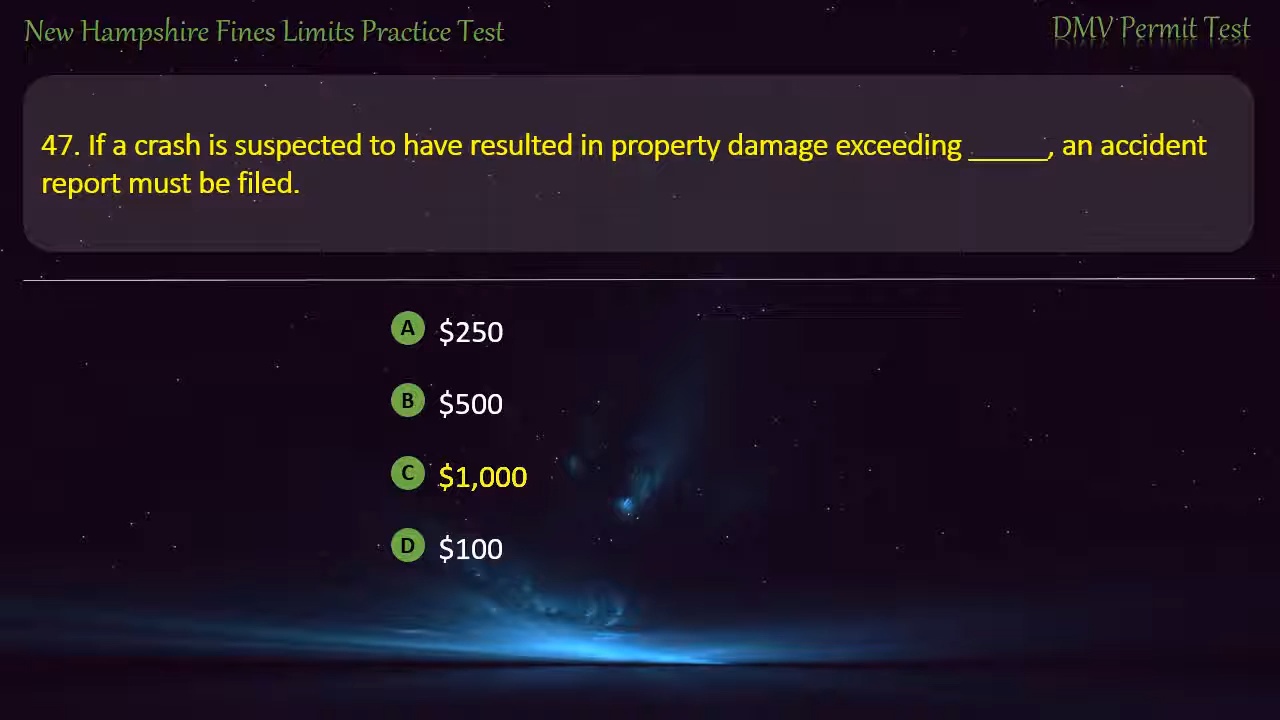 New Hampshire Fines Limits Practice Test
DMV Permit Test
47. If a crash is suspected to have resulted in property damage exceeding _____, an accident
report must be filed.
A $250
B $500
C $1,000
D $100